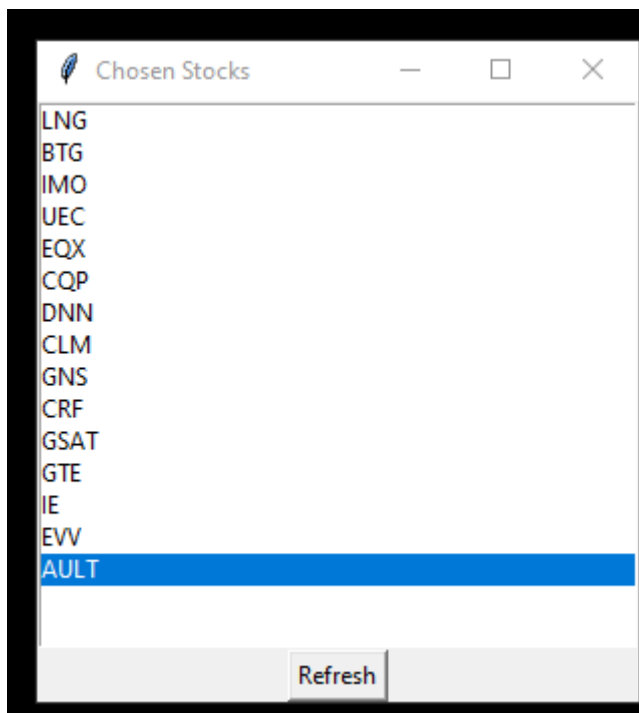 Chosen Stocks
LNG
BTG
IMO
UEC
EQX
CQP
DNN
CLM
GNS
CRF
GSAT
GTE
IE
EVV
AULT
Refresh